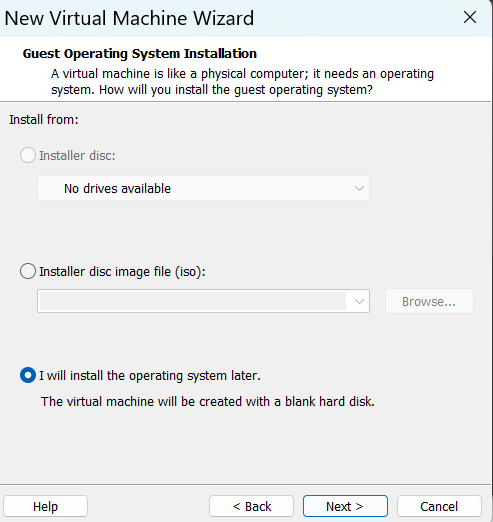 New Virtual Machine Wizard
Guest Operating System Installation
A virtual machine is like a physical computer; it needs an operating
system. How will you install the guest operating system?
Install from:
Installer disc:
No drives available
Installer disc image file (iso):
Browse...
I will install the operating system later.
The virtual machine will be created with a blank hard disk.
Help
< Back
Next >
Cancel